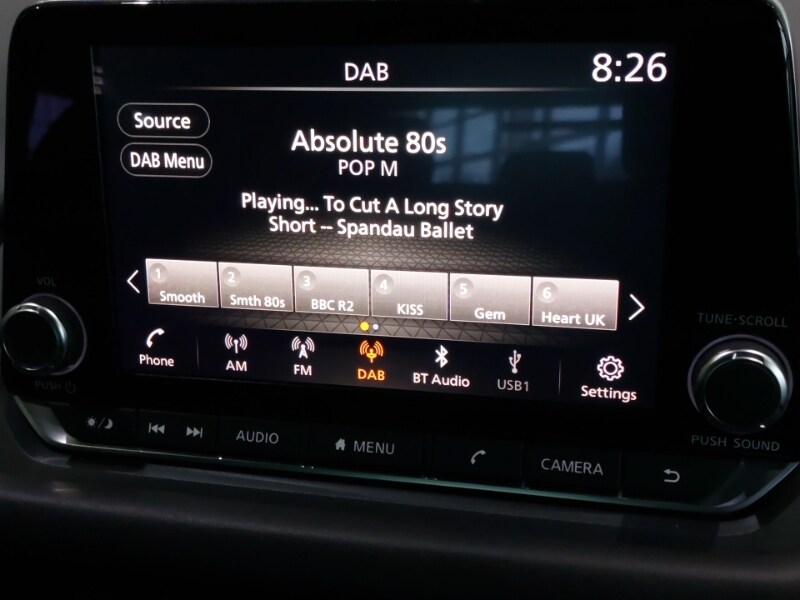 DAB
8:26
Source
DAB Menu
Absolute 80s
POP M
Playing... To Cut A Long Story
Short -- Spandau Ballet
1 Smooth
2 Smth 80s
3 BBC R2
4 KISS
5 Gem
6 Heart UK
VOL
TUNE·SCROLL
Phone
AM
FM
DAB
BT Audio
USB1
Settings
PUSH
PUSH SOUND
AUDIO
MENU
CAMERA